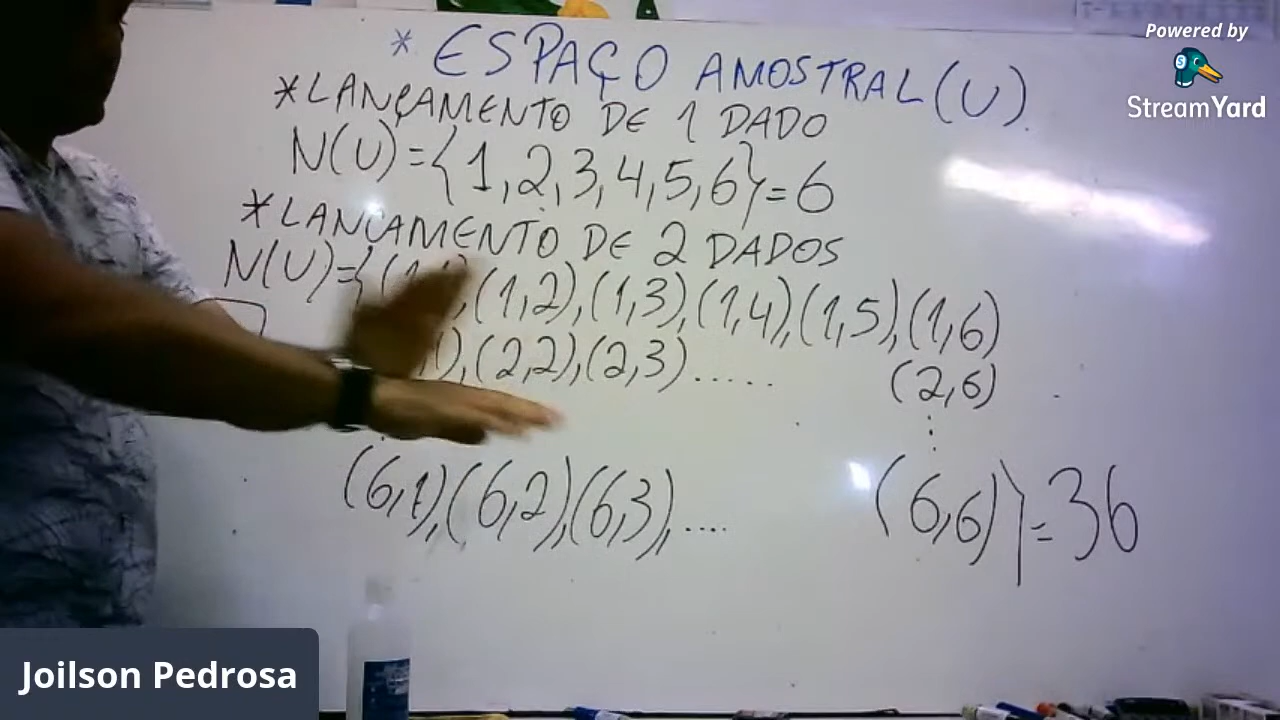 Powered by
StreamYard
* ESPAÇO AMOSTRAL (U)
*LANÇAMENTO DE 1 DADO
N(U)={1,2,3,4,5,6}=6
*LANÇAMENTO DE 2 DADOS
N(U)={ (1,2),(1,3),(1,4),(1,5),(1,6)
(2,2),(2,3)..... (2,6)
(6,1),(6,2),(6,3),.... (6,6)}=36
Joilson Pedrosa